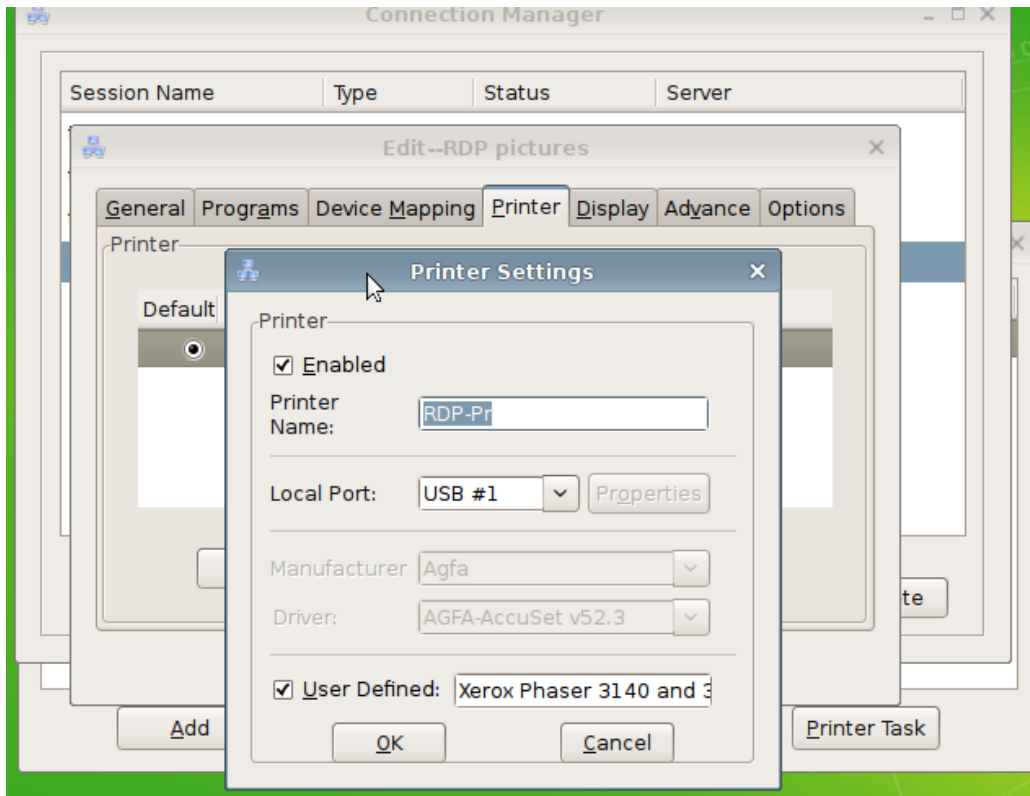 Connection Manager
Session Name Type Status Server
Edit--RDP pictures
General Programs Device Mapping Printer Display Advance Options
Printer
Printer Settings
Default
Printer
Enabled
Printer Name:
RDP-Pr
Local Port: USB #1 Properties
Manufacturer Agfa
Driver: AGFA-AccuSet v52.3
User Defined: Xerox Phaser 3140 and
OK Cancel
Add
Printer Task